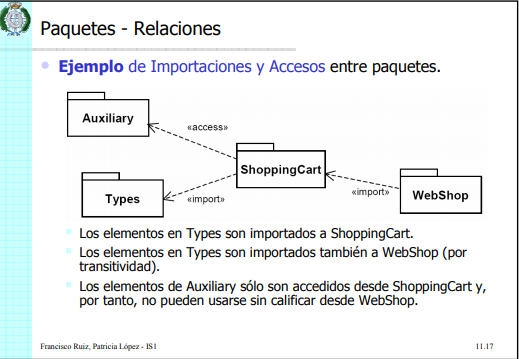 Paquetes - Relaciones
Ejemplo de Importaciones y Accesos entre paquetes.
Auxiliary
«access»
ShoppingCart
Types
«import»
«import»
WebShop
Los elementos en Types son importados a ShoppingCart.
Los elementos en Types son importados también a WebShop (por
transitividad).
Los elementos de Auxiliary sólo son accedidos desde ShoppingCart y,
por tanto, no pueden usarse sin calificar desde WebShop.
Francisco Ruiz, Patricia López - IS1
11.17